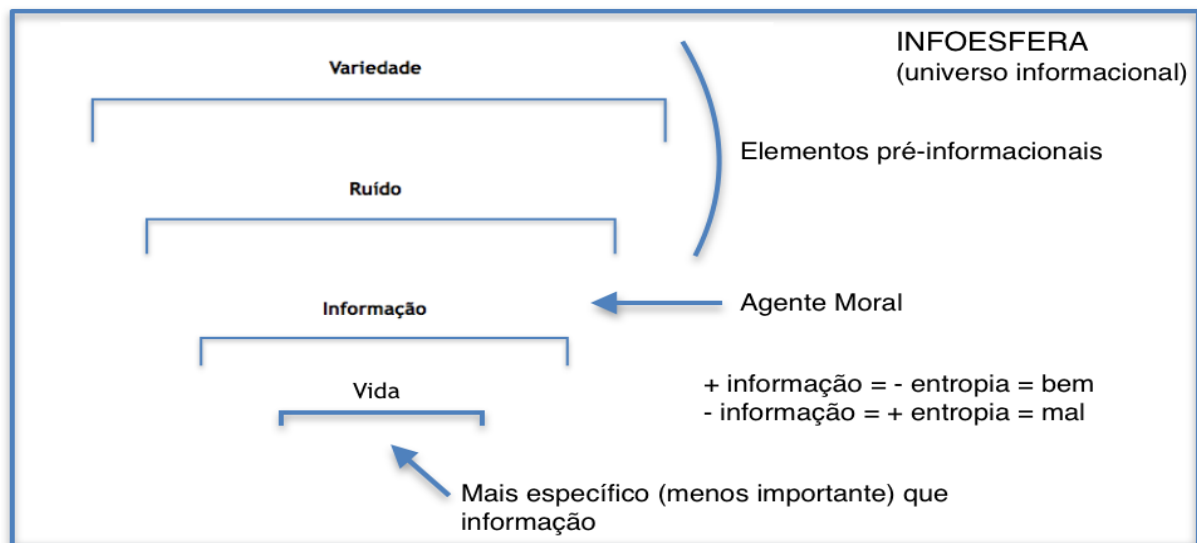 INFOESFERA
(universo informacional)
Variedade
Elementos pré-informacionais
Ruído
Agente Moral
Informação
Vida
+ informação = - entropia = bem
- informação = + entropia = mal
Mais específico (menos importante) que
informação